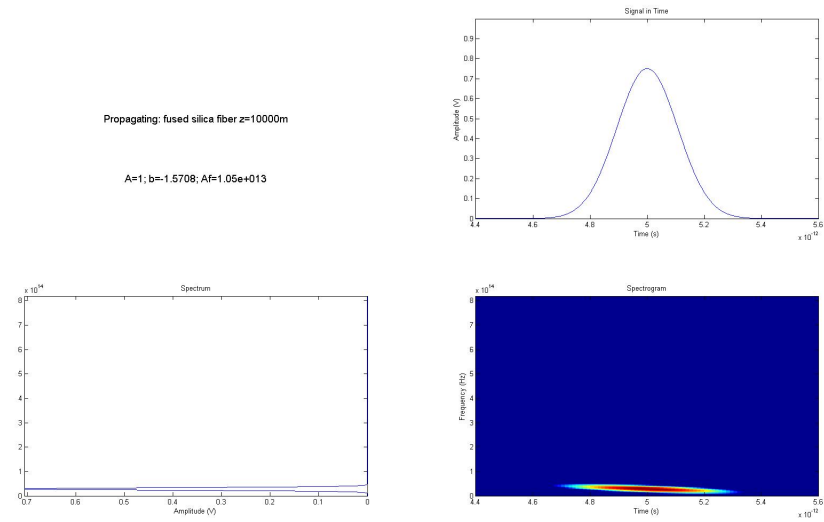 Signal in Time
0.9
0.8
0.7
0.6
0.5
0.4
0.3
0.2
0.1
0
Amplitude (V)
4.4 4.6 4.8 5 5.2 5.4 5.6
Time (s)
x 10^-12
Propagating: fused silica fiber z=10000m
A=1; b=-1.5708; Af=1.05e+013
Spectrum
x 10^14
8
7
6
5
4
3
2
1
0
0.7 0.6 0.5 0.4 0.3 0.2 0.1 0
Amplitude (V)
Spectrogram
x 10^14
8
7
6
5
4
3
2
1
0
Frequency (Hz)
4.4 4.6 4.8 5 5.2 5.4 5.6
Time (s)
x 10^-12